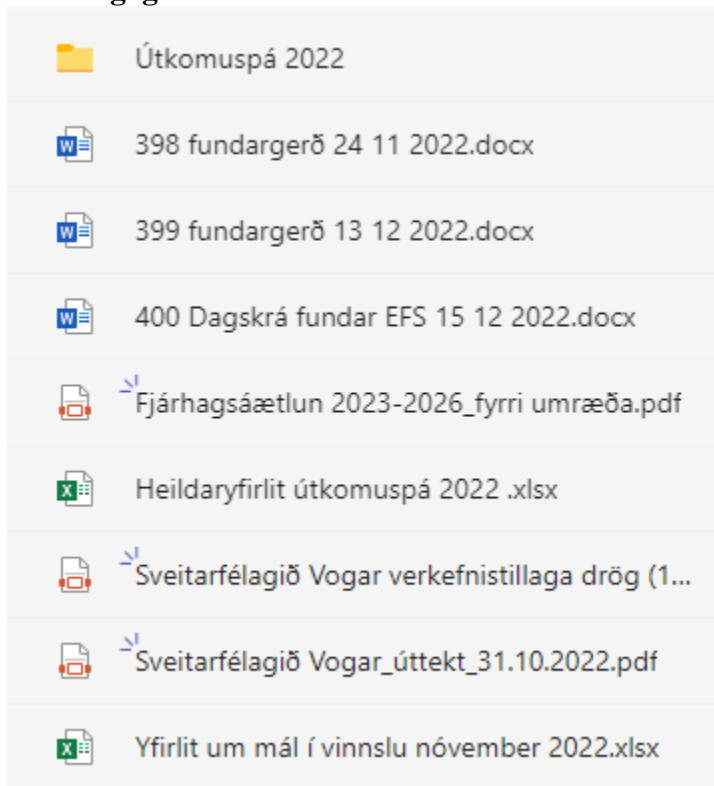 Útkomuspá 2022
398 fundargerð 24 11 2022.docx
399 fundargerð 13 12 2022.docx
400 Dagskrá fundar EFS 15 12 2022.docx
Fjárhagsáætlun 2023-2026_fyrri umræða.pdf
Heildaryfirlit útkomuspá 2022 .xlsx
Sveitarfélagið Vogar verkefnistillaga drög (1...
Sveitarfélagið Vogar_úttekt_31.10.2022.pdf
Yfirlit um mál í vinnslu nóvember 2022.xlsx